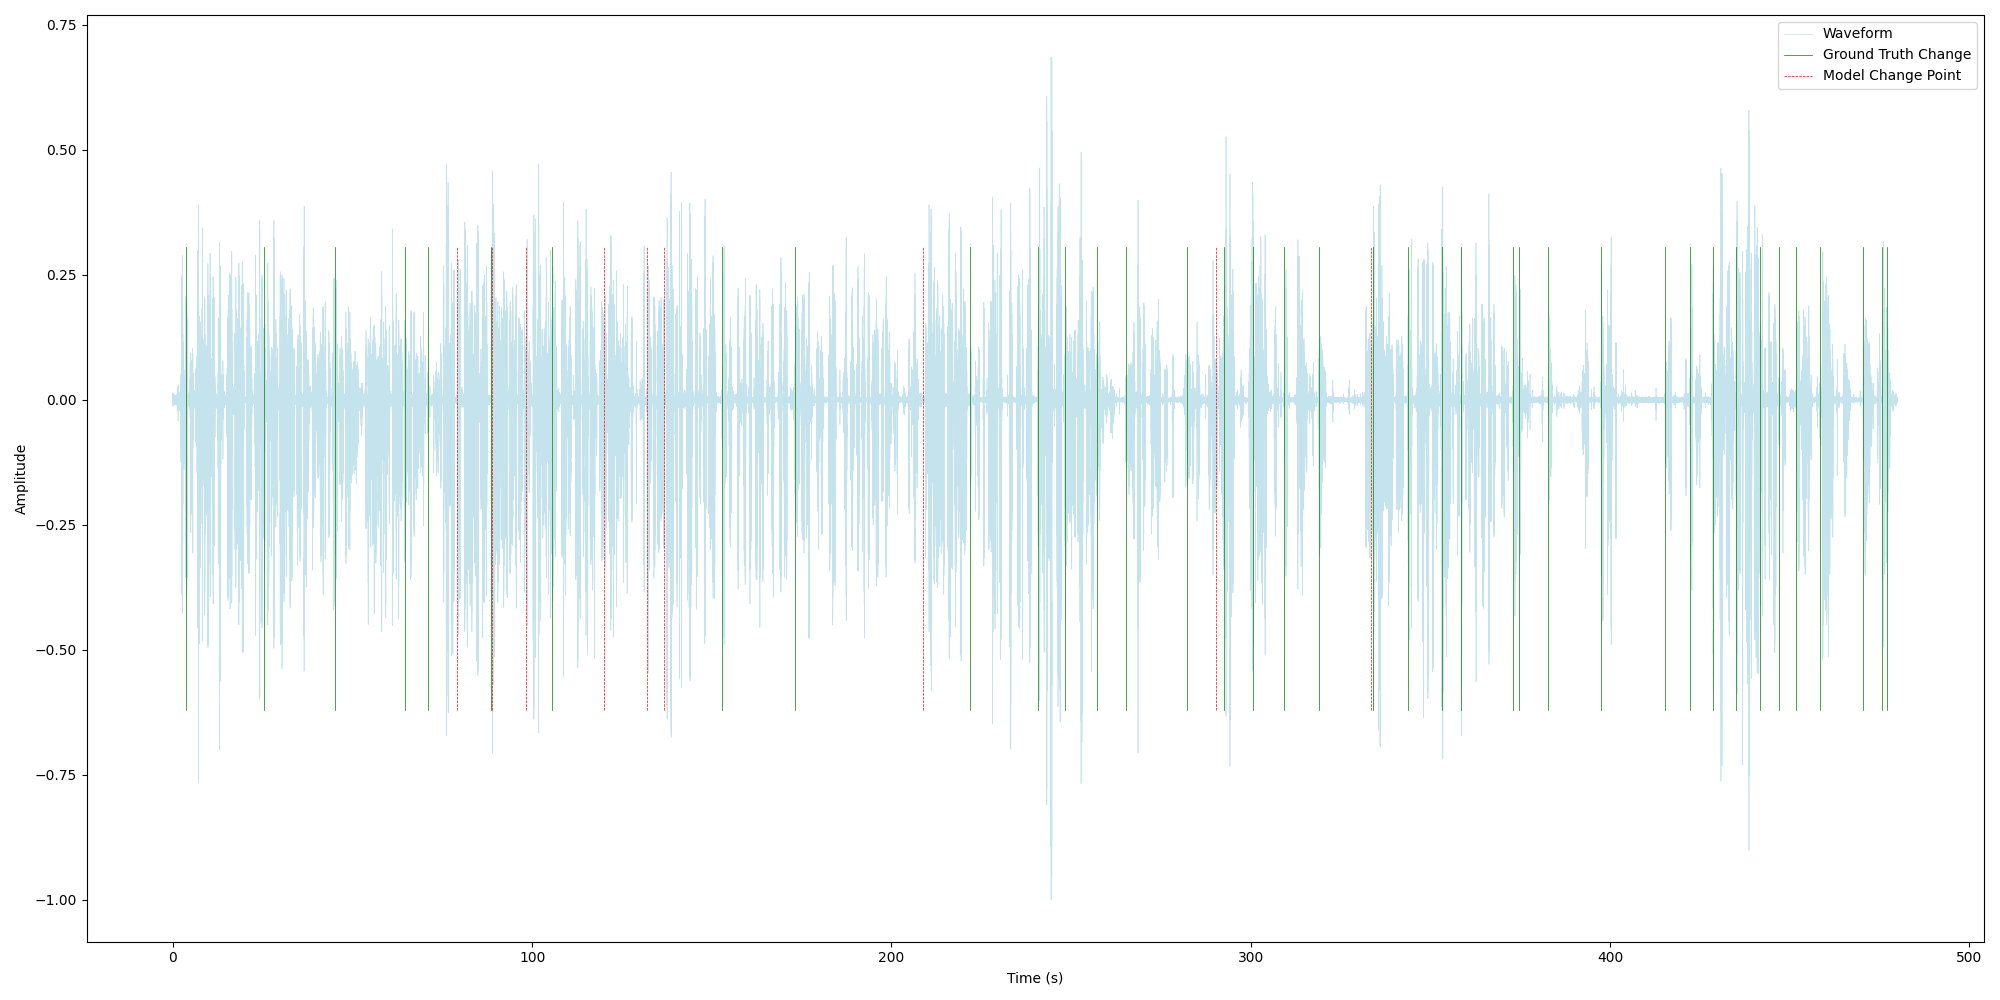 0.75
0.50
0.25
0.00
−0.25
−0.50
−0.75
−1.00
Amplitude
Waveform
Ground Truth Change
Model Change Point
0 100 200 300 400 500
Time (s)